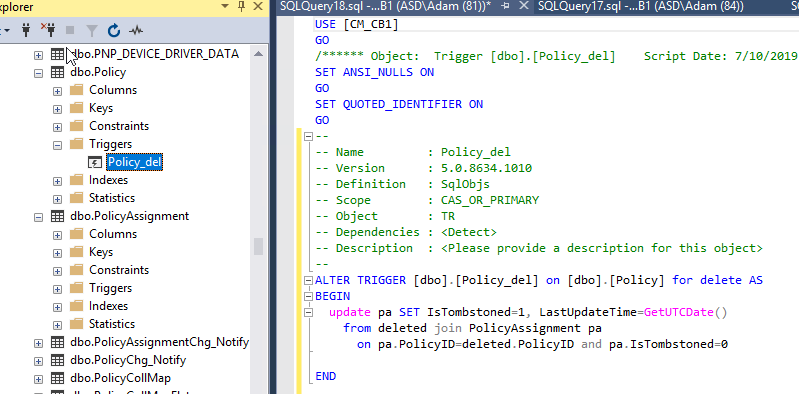 xplorer
dbo.PNP_DEVICE_DRIVER_DATA
dbo.Policy
Columns
Keys
Constraints
Triggers
Policy_del
Indexes
Statistics
dbo.PolicyAssignment
Columns
Keys
Constraints
Triggers
Indexes
Statistics
dbo.PolicyAssignmentChg_Notify
dbo.PolicyChg_Notify
dbo.PolicyCollMap
SQLQuery18.sql -...B1 (ASD\Adam (81))*
SQLQuery17.sql -...B1 (ASD\Adam (84))
USE [CM_CB1]
GO
/****** Object:  Trigger [dbo].[Policy_del]    Script Date: 7/10/2019
SET ANSI_NULLS ON
GO
SET QUOTED_IDENTIFIER ON
GO
--
-- Name         : Policy_del
-- Version      : 5.0.8634.1010
-- Definition   : SqlObjs
-- Scope        : CAS_OR_PRIMARY
-- Object       : TR
-- Dependencies : <Detect>
-- Description  : <Please provide a description for this object>
--
ALTER TRIGGER [dbo].[Policy_del] on [dbo].[Policy] for delete AS
BEGIN
  update pa SET IsTombstoned=1, LastUpdateTime=GetUTCDate()
    from deleted join PolicyAssignment pa
      on pa.PolicyID=deleted.PolicyID and pa.IsTombstoned=0
END